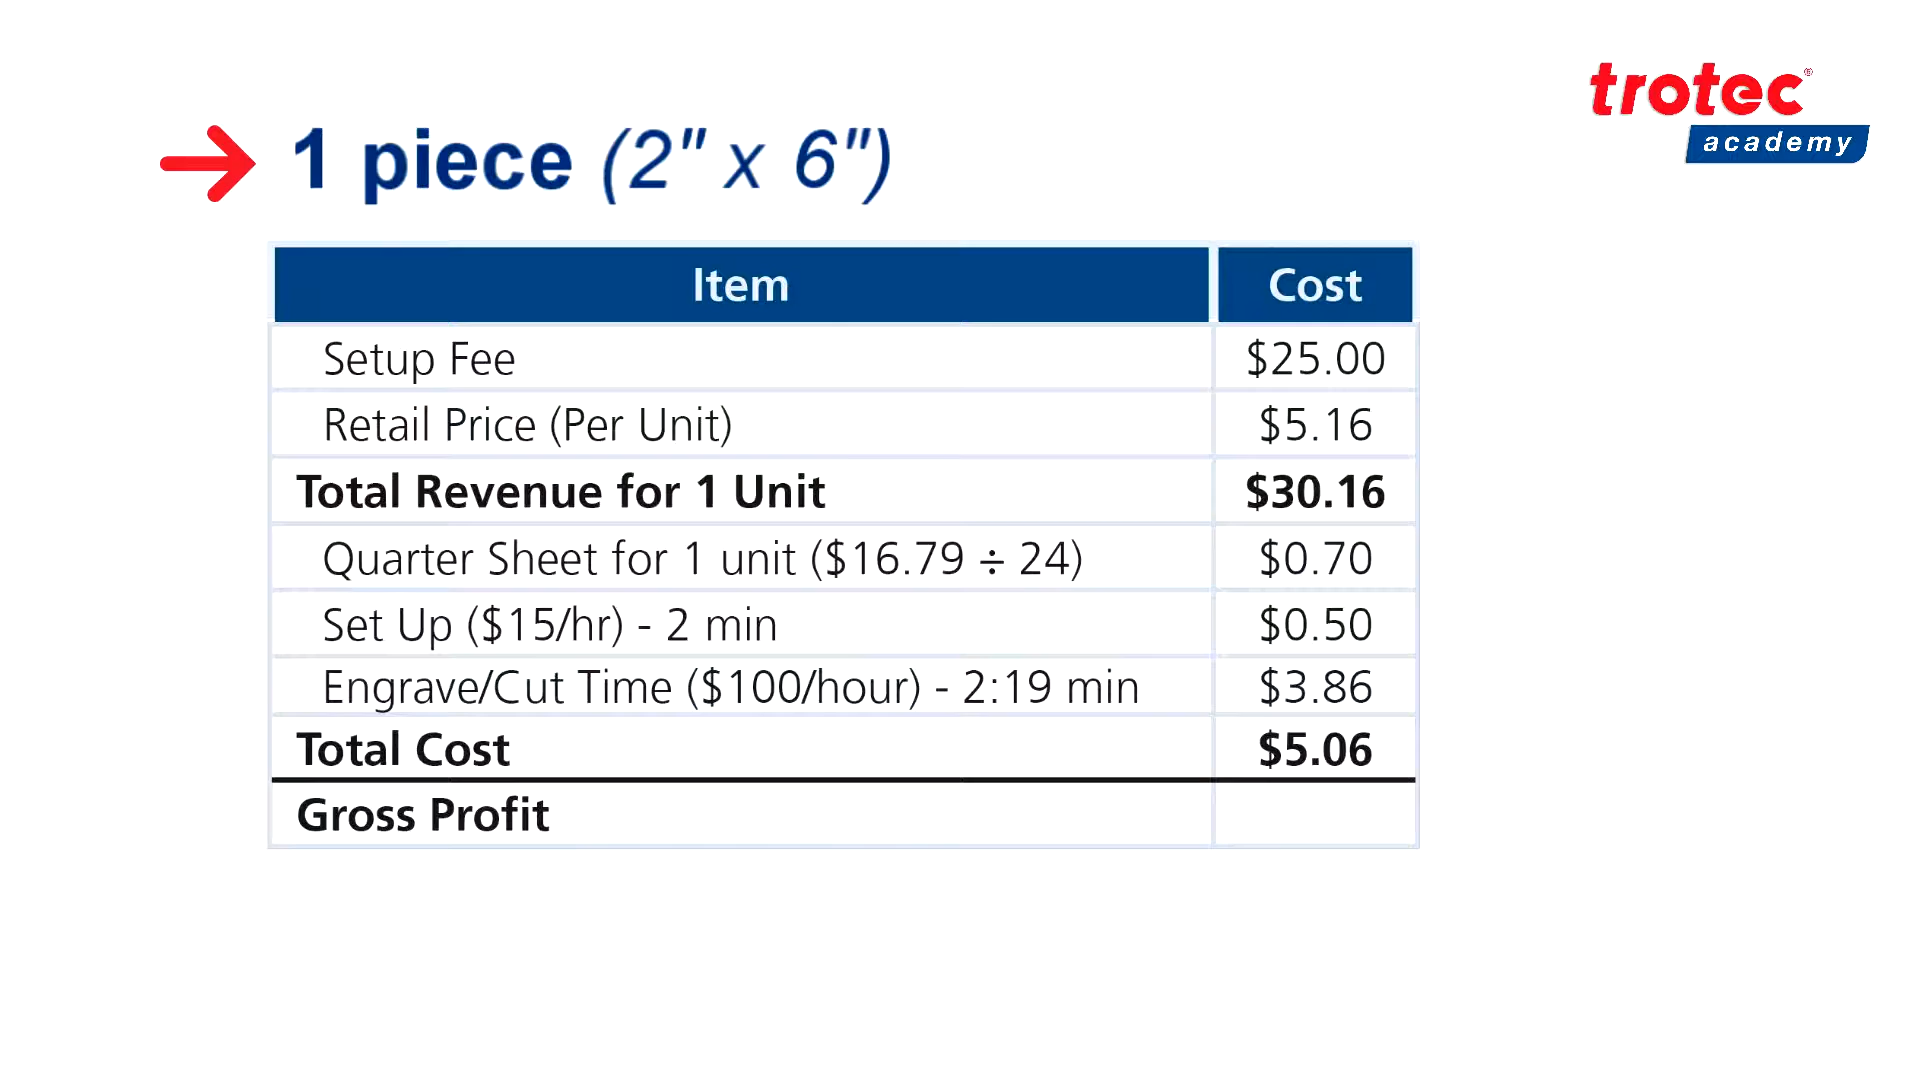 trotec®
academy
1 piece (2" x 6")
Item Cost
Setup Fee $25.00
Retail Price (Per Unit) $5.16
Total Revenue for 1 Unit $30.16
Quarter Sheet for 1 unit ($16.79 ÷ 24) $0.70
Set Up ($15/hr) - 2 min $0.50
Engrave/Cut Time ($100/hour) - 2:19 min $3.86
Total Cost $5.06
Gross Profit